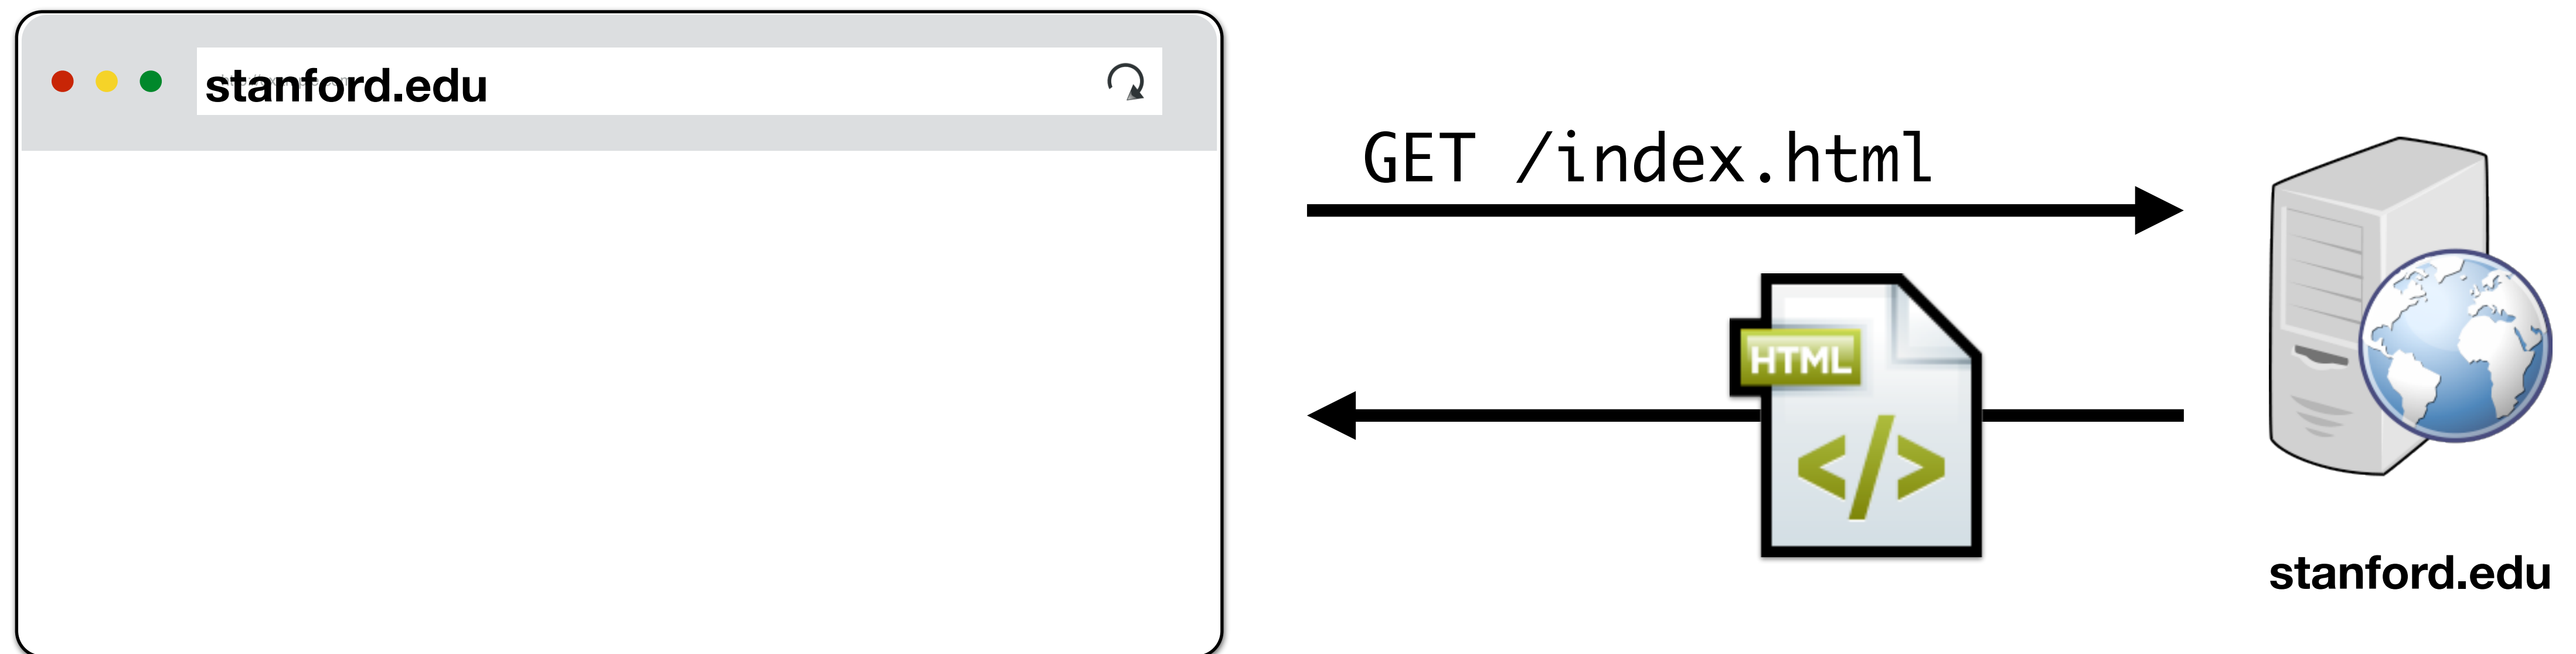 stanford.edu
GET /index.html
HTML
</>
stanford.edu